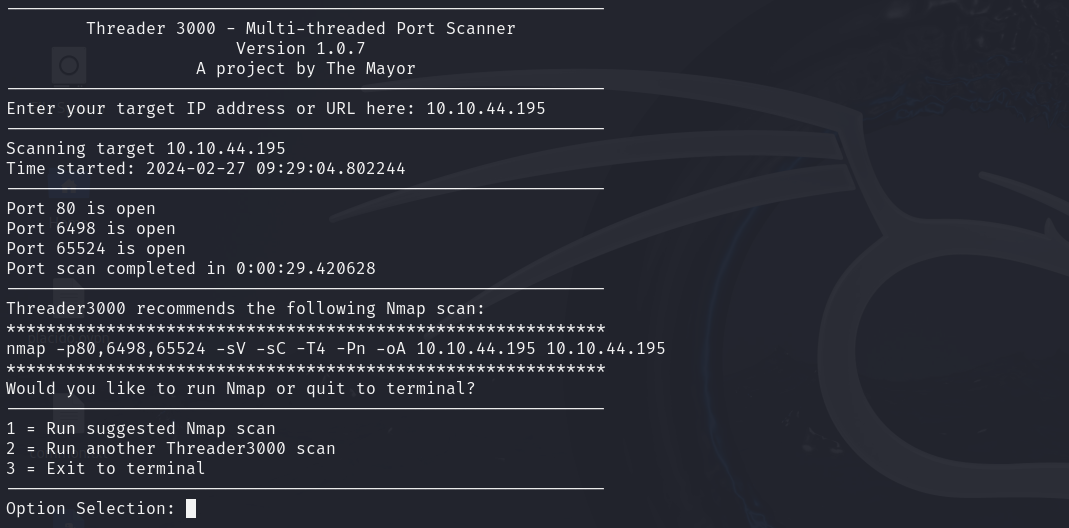 Threader 3000 - Multi-threaded Port Scanner
Version 1.0.7
A project by The Mayor
Enter your target IP address or URL here: 10.10.44.195
Scanning target 10.10.44.195
Time started: 2024-02-27 09:29:04.802244
Port 80 is open
Port 6498 is open
Port 65524 is open
Port scan completed in 0:00:29.420628
Threader3000 recommends the following Nmap scan:
************************************************************
nmap -p80,6498,65524 -sV -sC -T4 -Pn -oA 10.10.44.195 10.10.44.195
************************************************************
Would you like to run Nmap or quit to terminal?
1 = Run suggested Nmap scan
2 = Run another Threader3000 scan
3 = Exit to terminal
Option Selection: